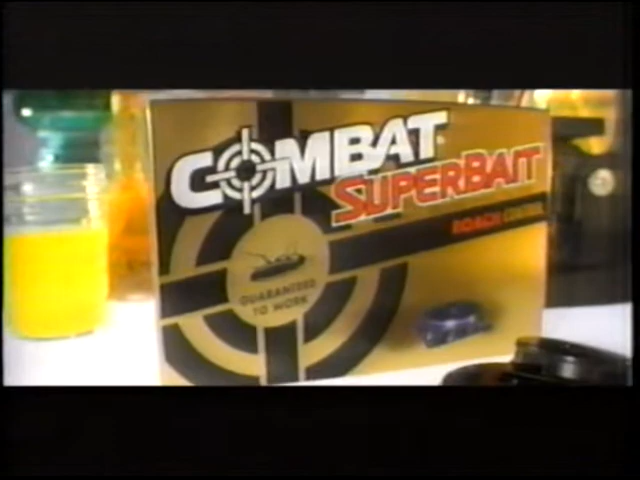 COMBAT
SUPERBAIT
ROACH CONTROL
GUARANTEED
TO WORK